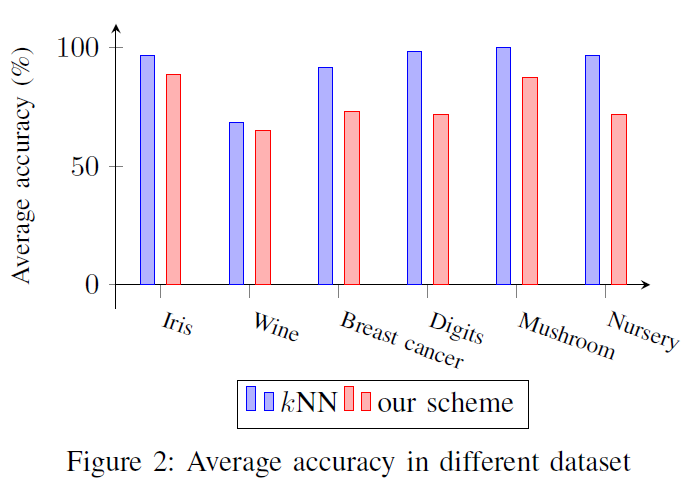 100
50
0
Average accuracy (%)
Iris
Wine
Breast cancer
Digits
Mushroom
Nursery
kNN our scheme
Figure 2: Average accuracy in different dataset